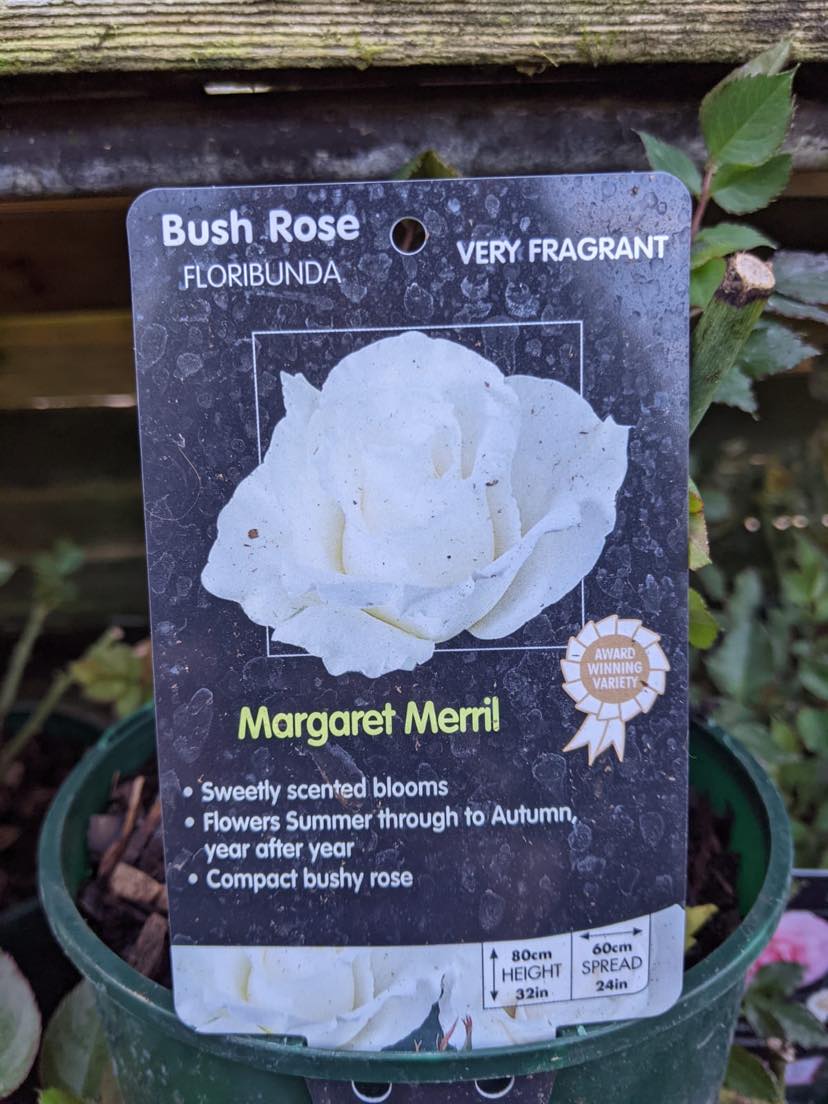 Bush Rose
FLORIBUNDA
VERY FRAGRANT
AWARD
WINNING
VARIETY
Margaret Merril
• Sweetly scented blooms
• Flowers Summer through to Autumn,
year after year
• Compact bushy rose
80cm
HEIGHT
32in
60cm
SPREAD
24in